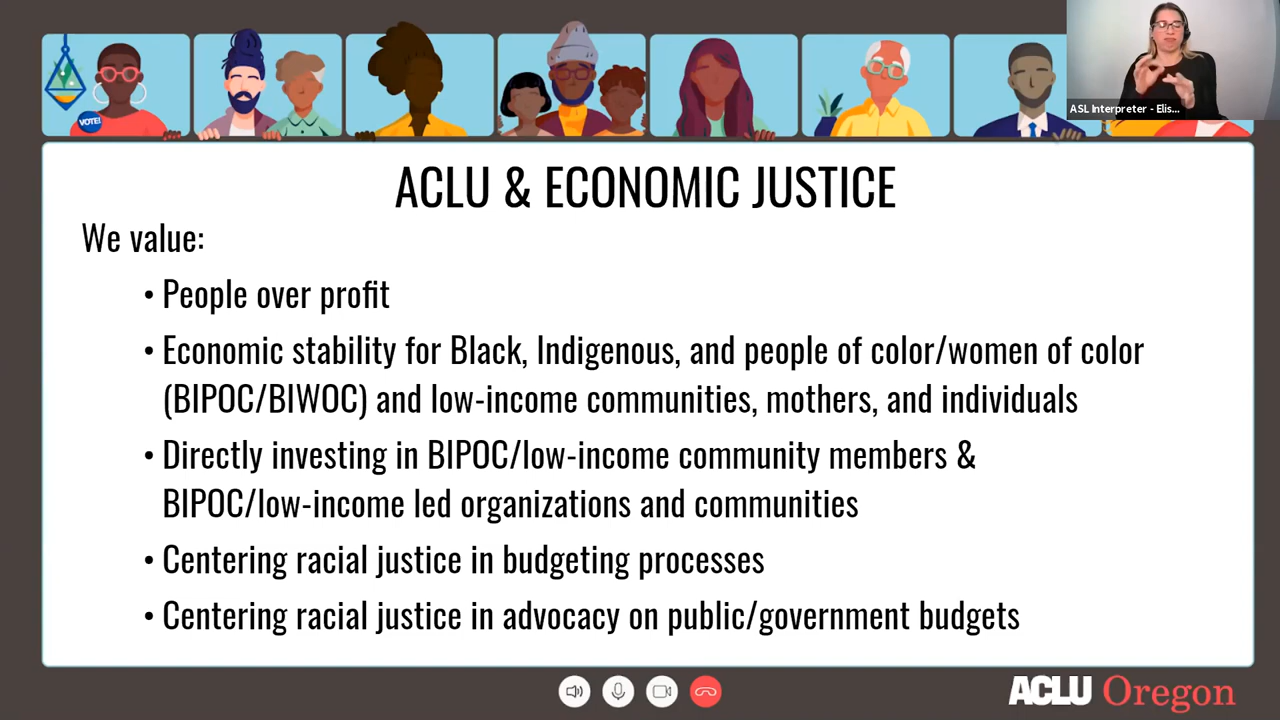 VOTE!
ASL Interpreter - Elis...
ACLU & ECONOMIC JUSTICE
We value:
• People over profit
• Economic stability for Black, Indigenous, and people of color/women of color
(BIPOC/BIWOC) and low-income communities, mothers, and individuals
• Directly investing in BIPOC/low-income community members &
BIPOC/low-income led organizations and communities
• Centering racial justice in budgeting processes
• Centering racial justice in advocacy on public/government budgets
ACLU Oregon